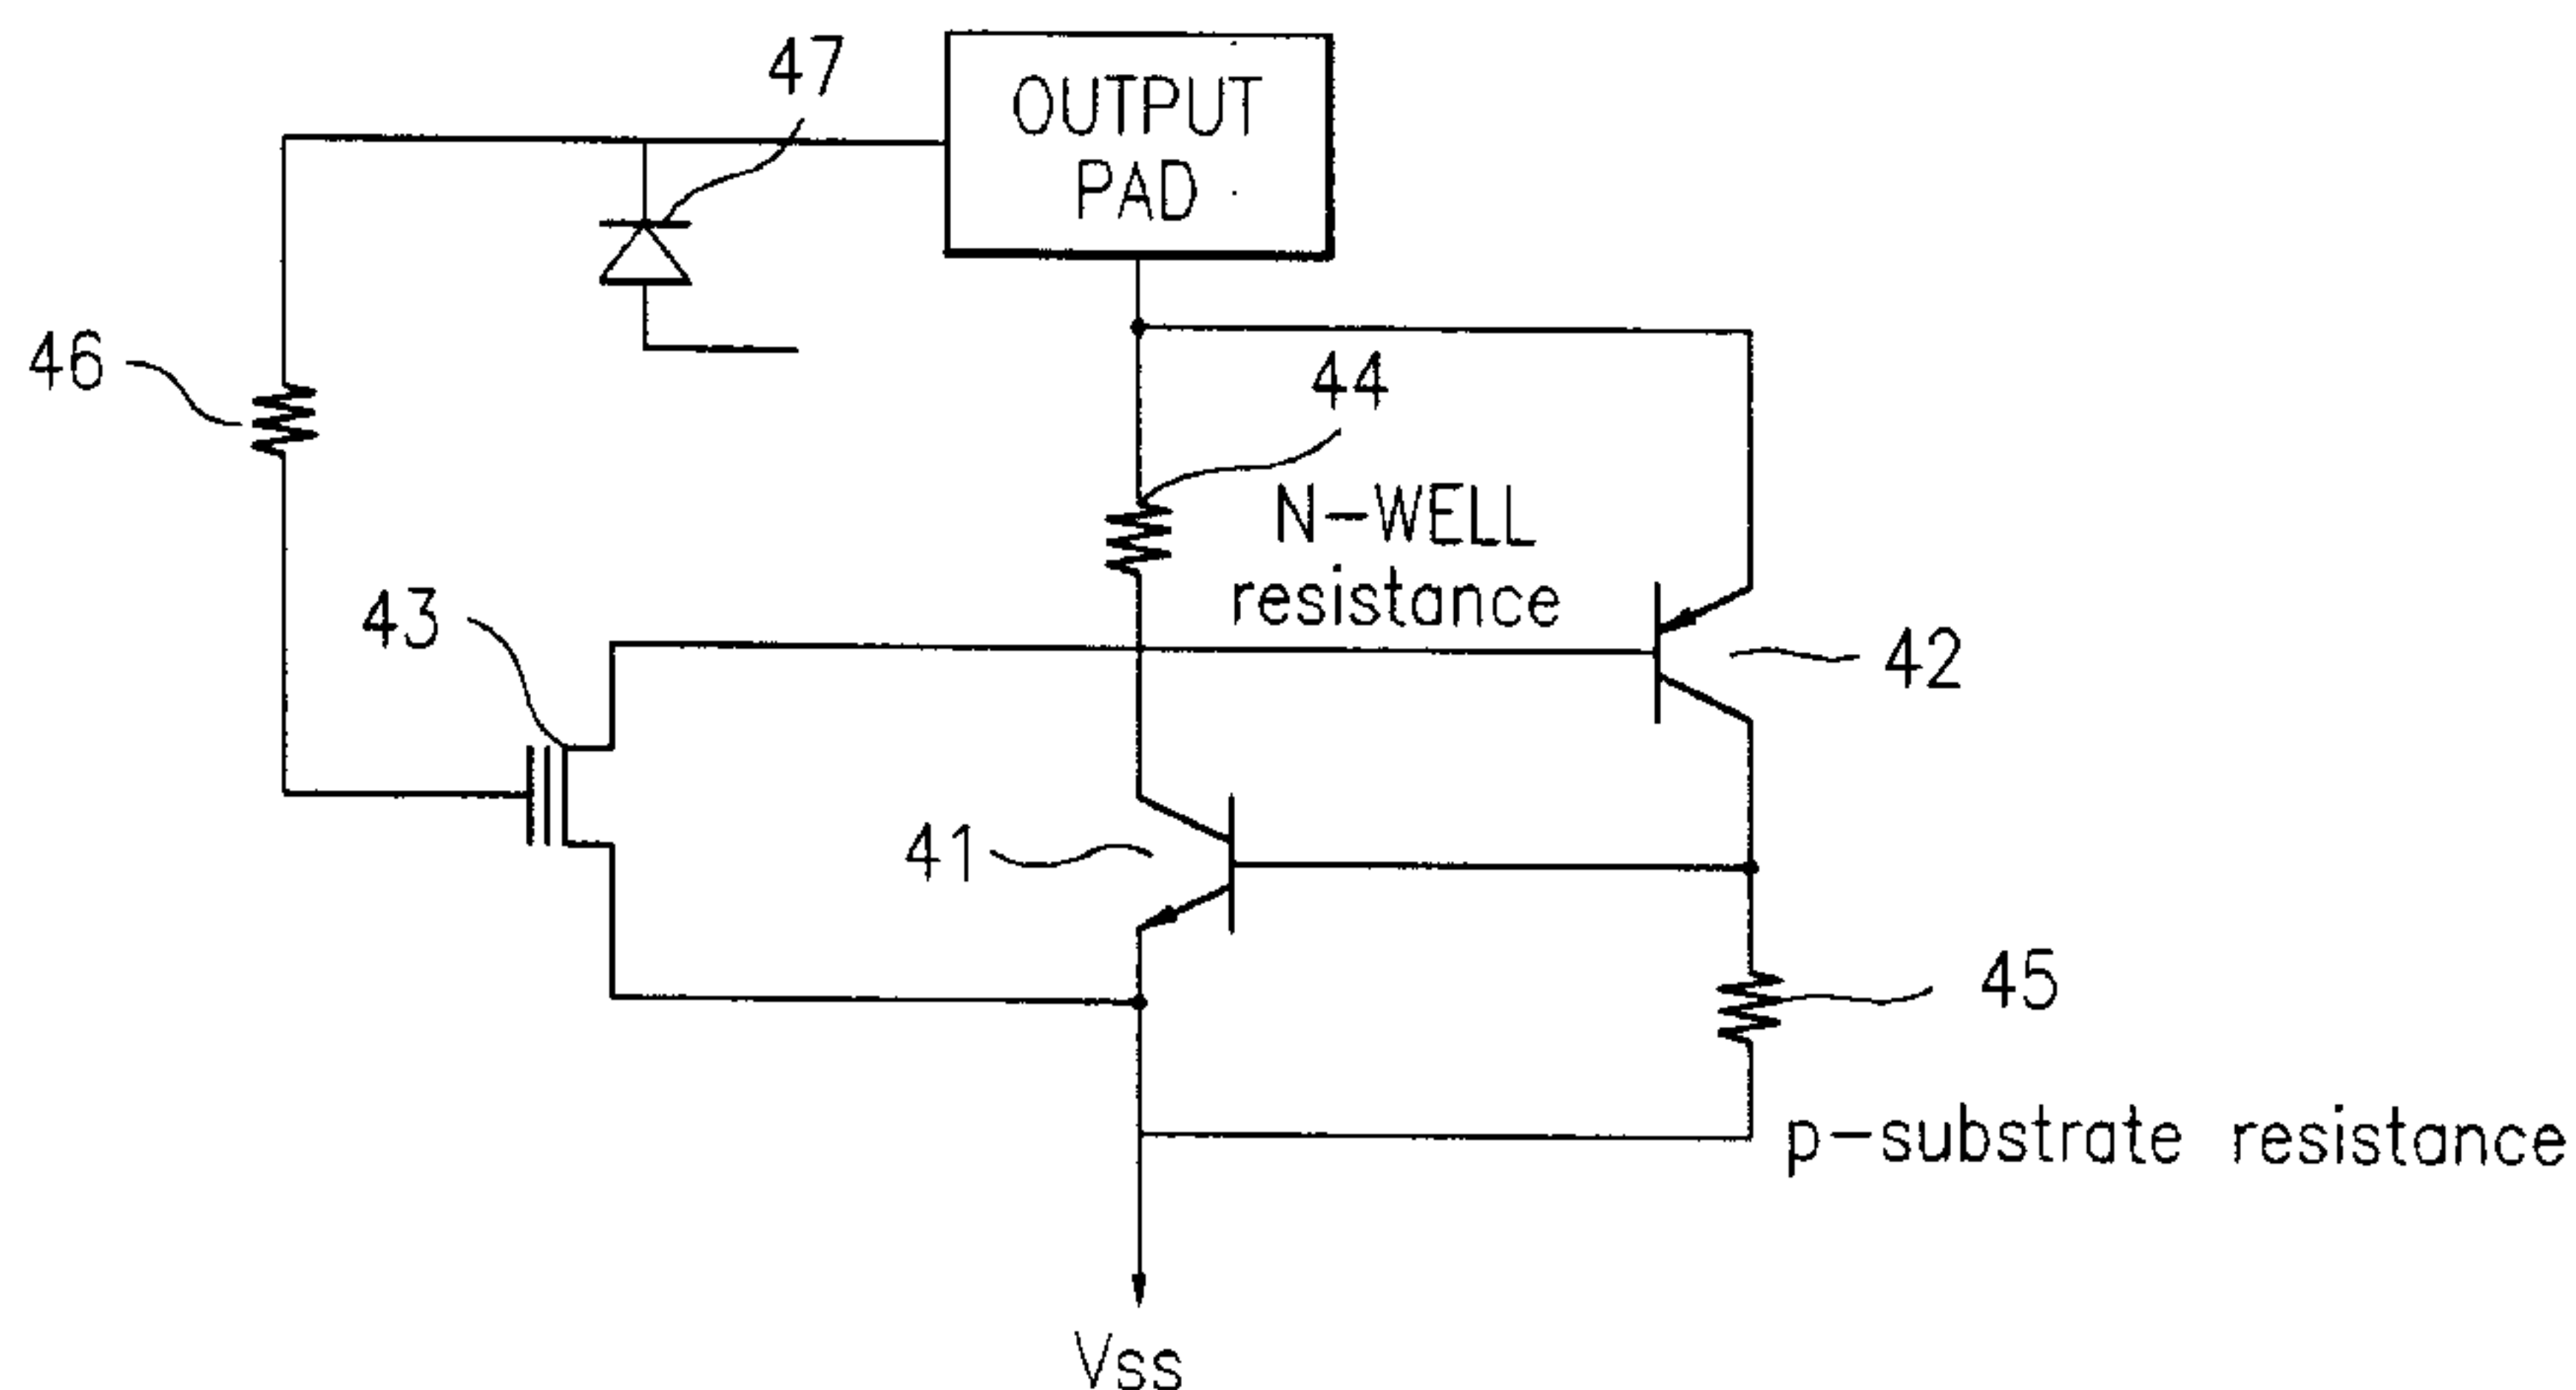 47
OUTPUT
PAD
46
44
N-WELL
resistance
43
42
41
45
p-substrate resistance
Vss